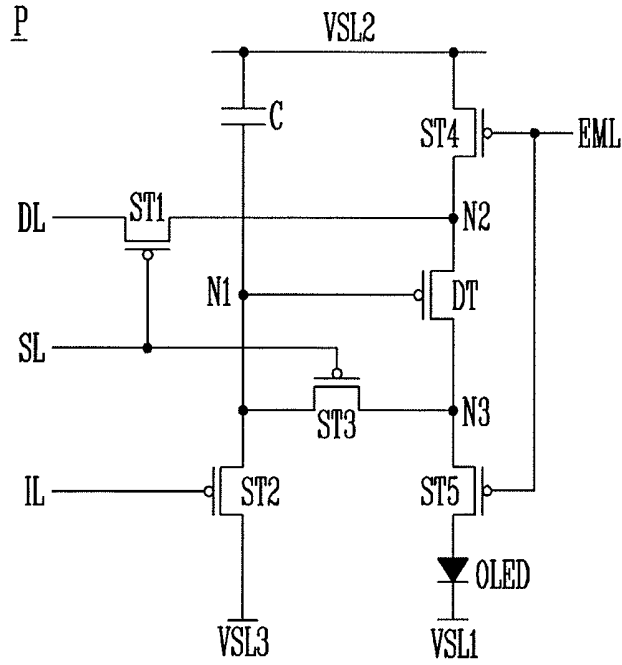 P
VSL2
C
ST4
EML
DL
ST1
N2
N1
DT
SL
ST3
N3
IL
ST2
ST5
OLED
VSL3
VSL1